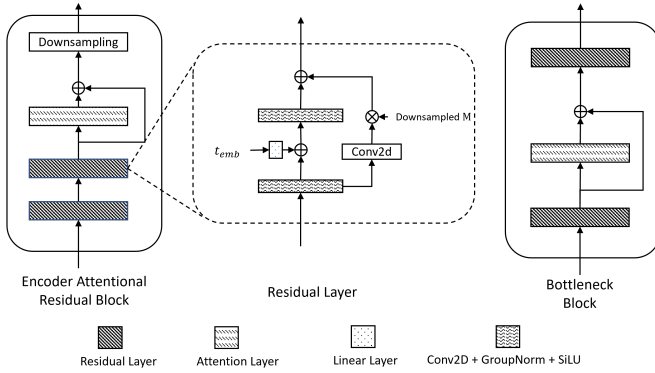 Downsampling
t_emb
Conv2d
Downsampled M
Encoder Attentional
Residual Block
Residual Layer
Bottleneck
Block
Residual Layer
Attention Layer
Linear Layer
Conv2D + GroupNorm + SiLU